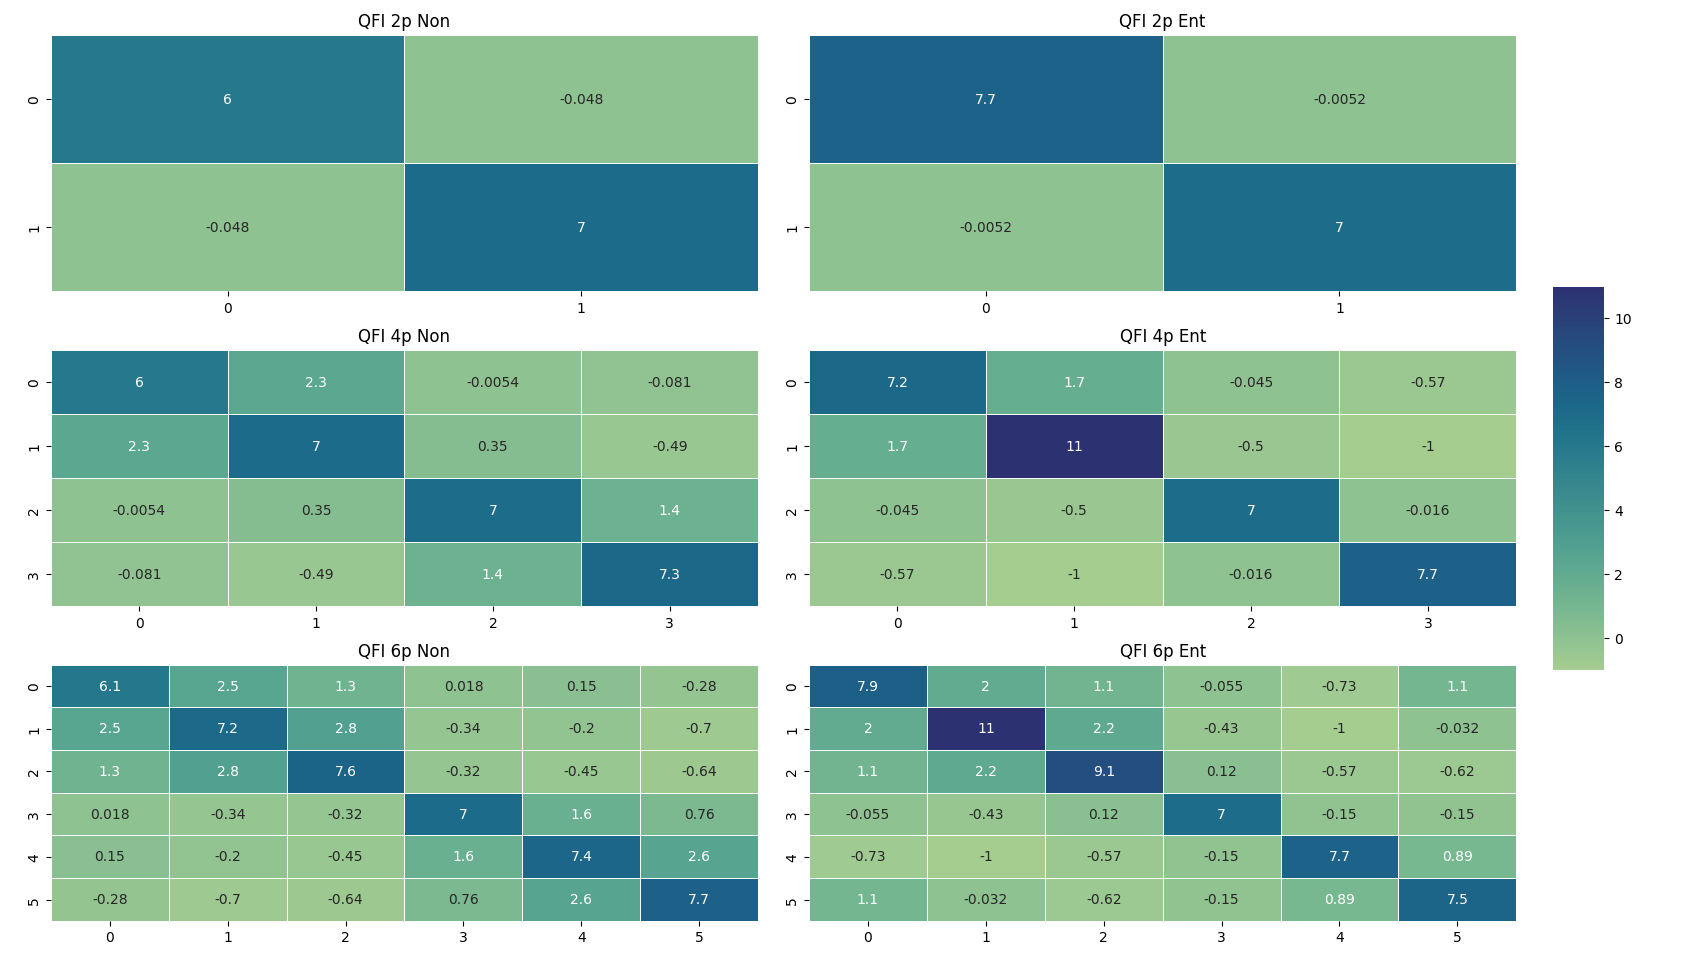 QFI 2p Non
0 6 -0.048
1 -0.048 7
0 1
QFI 2p Ent
0 7.7 -0.0052
1 -0.0052 7
0 1
QFI 4p Non
0 6 2.3 -0.0054 -0.081
1 2.3 7 0.35 -0.49
2 -0.0054 0.35 7 1.4
3 -0.081 -0.49 1.4 7.3
0 1 2 3
QFI 4p Ent
0 7.2 1.7 -0.045 -0.57
1 1.7 11 -0.5 -1
2 -0.045 -0.5 7 -0.016
3 -0.57 -1 -0.016 7.7
0 1 2 3
QFI 6p Non
0 6.1 2.5 1.3 0.018 0.15 -0.28
1 2.5 7.2 2.8 -0.34 -0.2 -0.7
2 1.3 2.8 7.6 -0.32 -0.45 -0.64
3 0.018 -0.34 -0.32 7 1.6 0.76
4 0.15 -0.2 -0.45 1.6 7.4 2.6
5 -0.28 -0.7 -0.64 0.76 2.6 7.7
0 1 2 3 4 5
QFI 6p Ent
0 7.9 2 1.1 -0.055 -0.73 1.1
1 2 11 2.2 -0.43 -1 -0.032
2 1.1 2.2 9.1 0.12 -0.57 -0.62
3 -0.055 -0.43 0.12 7 -0.15 -0.15
4 -0.73 -1 -0.57 -0.15 7.7 0.89
5 1.1 -0.032 -0.62 -0.15 0.89 7.5
0 1 2 3 4 5
10
8
6
4
2
0